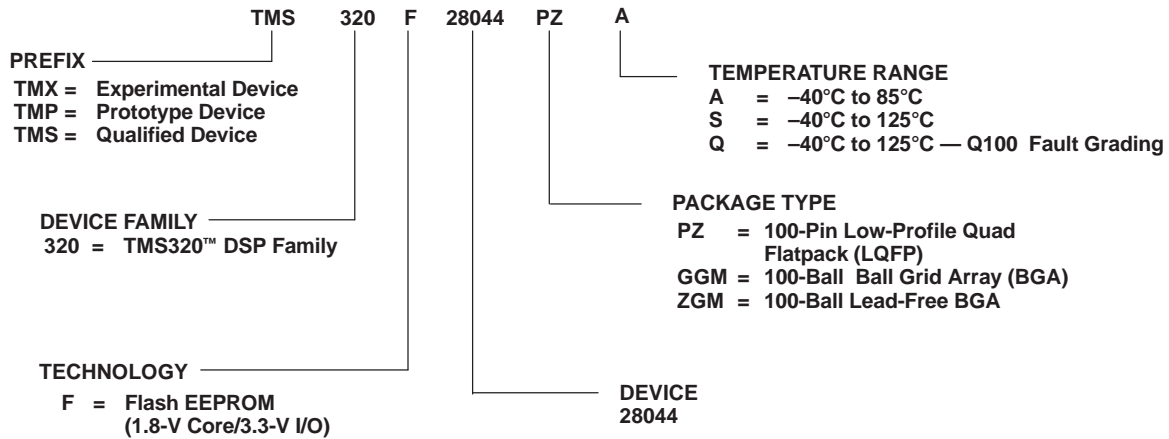 TMS 320 F 28044 PZ A
PREFIX
TMX = Experimental Device
TMP = Prototype Device
TMS = Qualified Device
TEMPERATURE RANGE
A = –40°C to 85°C
S = –40°C to 125°C
Q = –40°C to 125°C — Q100 Fault Grading
DEVICE FAMILY
320 = TMS320™ DSP Family
PACKAGE TYPE
PZ = 100-Pin Low-Profile Quad
Flatpack (LQFP)
GGM = 100-Ball Ball Grid Array (BGA)
ZGM = 100-Ball Lead-Free BGA
TECHNOLOGY
F = Flash EEPROM
(1.8-V Core/3.3-V I/O)
DEVICE
28044